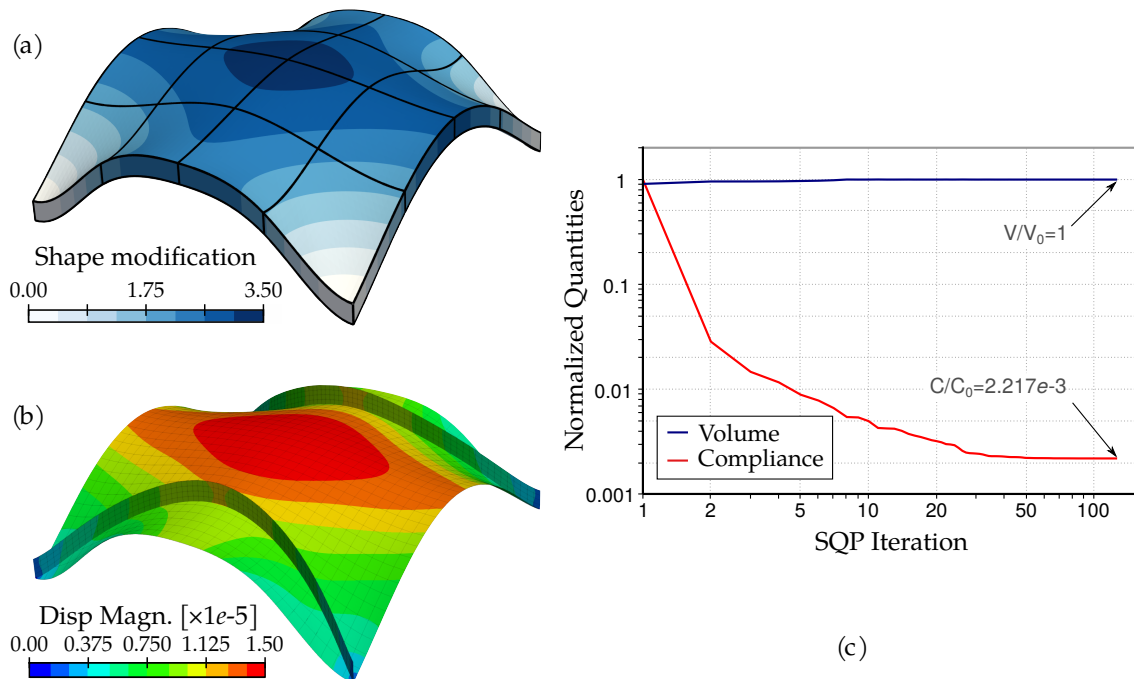 (a)
Shape modification
0.00 1.75 3.50
(b)
Disp Magn. [×1e-5]
0.00 0.375 0.750 1.125 1.50
Normalized Quantities
1
0.1
0.01
0.001
V/V0=1
C/C0=2.217e-3
Volume
Compliance
1 2 5 10 20 50 100
SQP Iteration
(c)